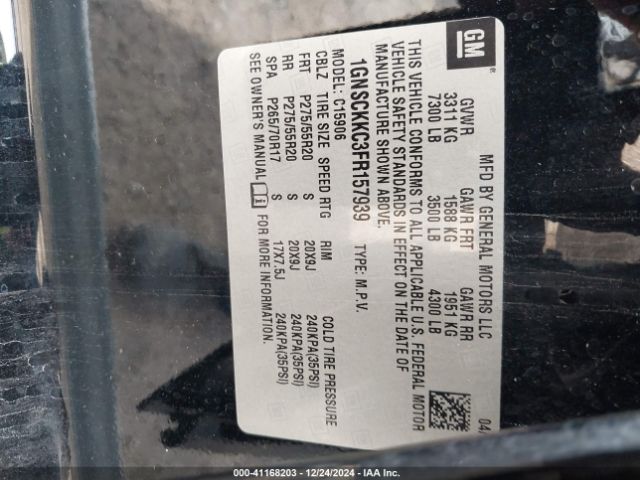 GM
®
MFD BY GENERAL MOTORS LLC 04/
GVWR GAWR FRT GAWR RR
3311 KG 1588 KG 1951 KG
7300 LB 3500 LB 4300 LB
THIS VEHICLE CONFORMS TO ALL APPLICABLE U.S. FEDERAL MOTOR
VEHICLE SAFETY STANDARDS IN EFFECT ON THE DATE OF
MANUFACTURE SHOWN ABOVE.
1GNSCKKC3FR157939 TYPE: M.P.V.
MODEL: C15906
CBLZ TIRE SIZE SPEED RTG RIM COLD TIRE PRESSURE
FRT P275/55R20 S 20X9J 240KPA(35PSI)
RR P275/55R20 S 20X9J 240KPA(35PSI)
SPA P265/70R17 S 17X7.5J 240KPA(35PSI)
SEE OWNER'S MANUAL FOR MORE INFORMATION.
000-41168203 - 12/24/2024 - IAA Inc.